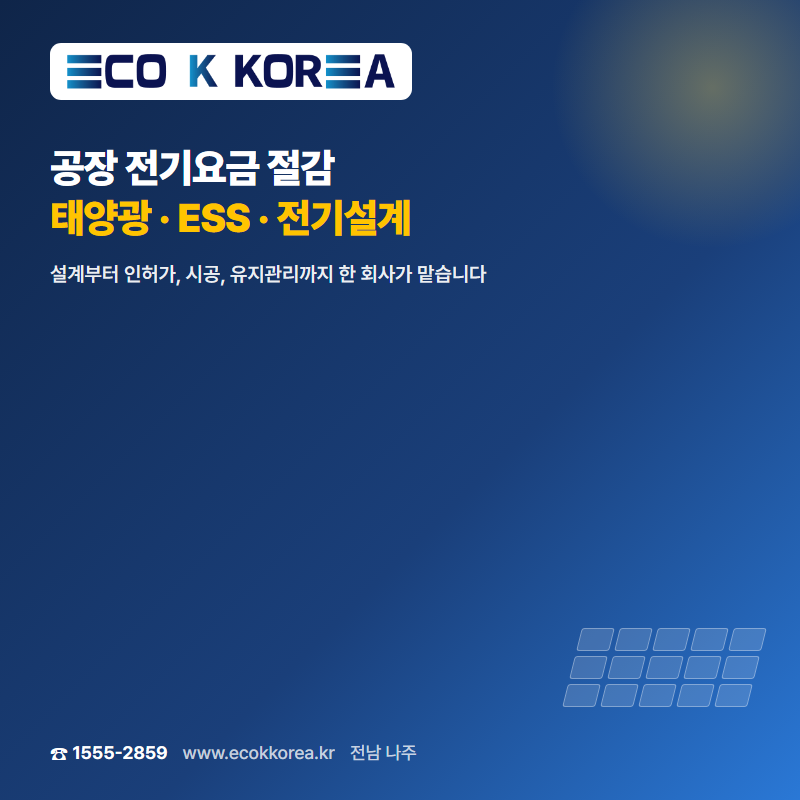 ECO K KOREA
공장 전기요금 절감
태양광 · ESS · 전기설계
설계부터 인허가, 시공, 유지관리까지 한 회사가 맡습니다
☎ 1555-2859 www.ecokkorea.kr 전남 나주